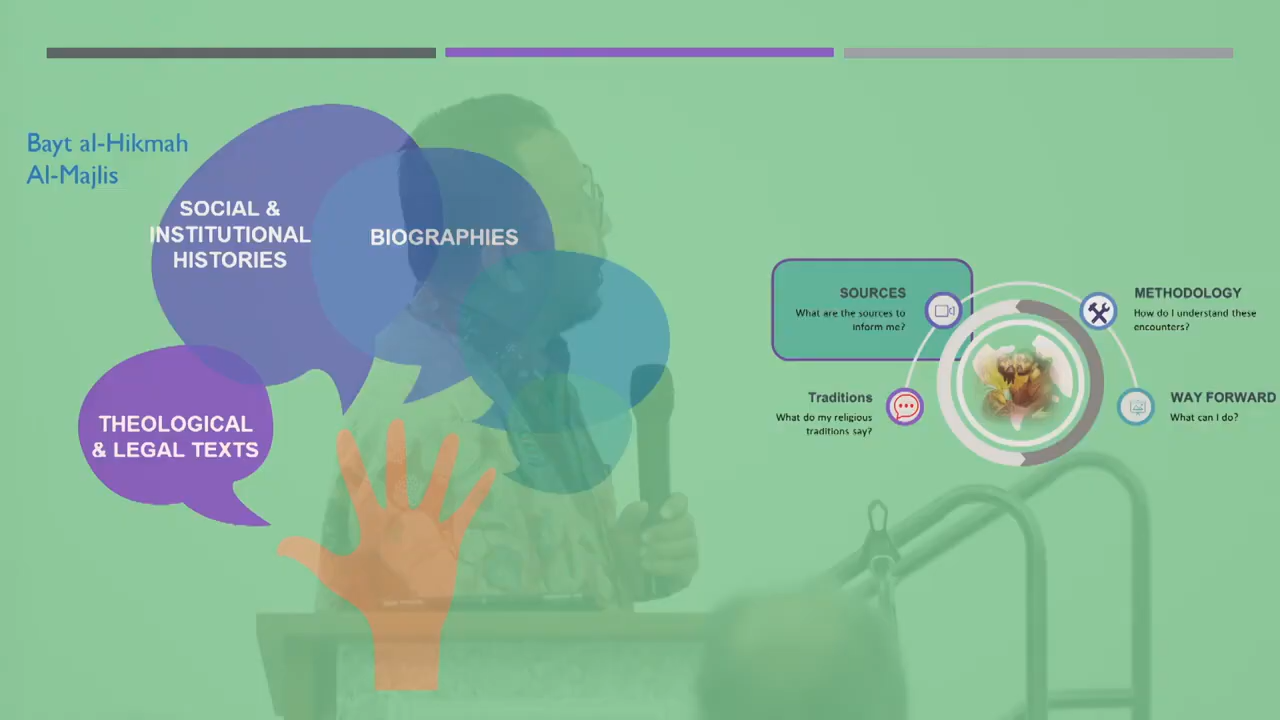 Bayt al-Hikmah
Al-Majlis
SOCIAL &
INSTITUTIONAL
HISTORIES
BIOGRAPHIES
THEOLOGICAL
& LEGAL TEXTS
SOURCES
What are the sources to
inform me?
METHODOLOGY
How do I understand these
encounters?
Traditions
What do my religious
traditions say?
WAY FORWARD
What can I do?